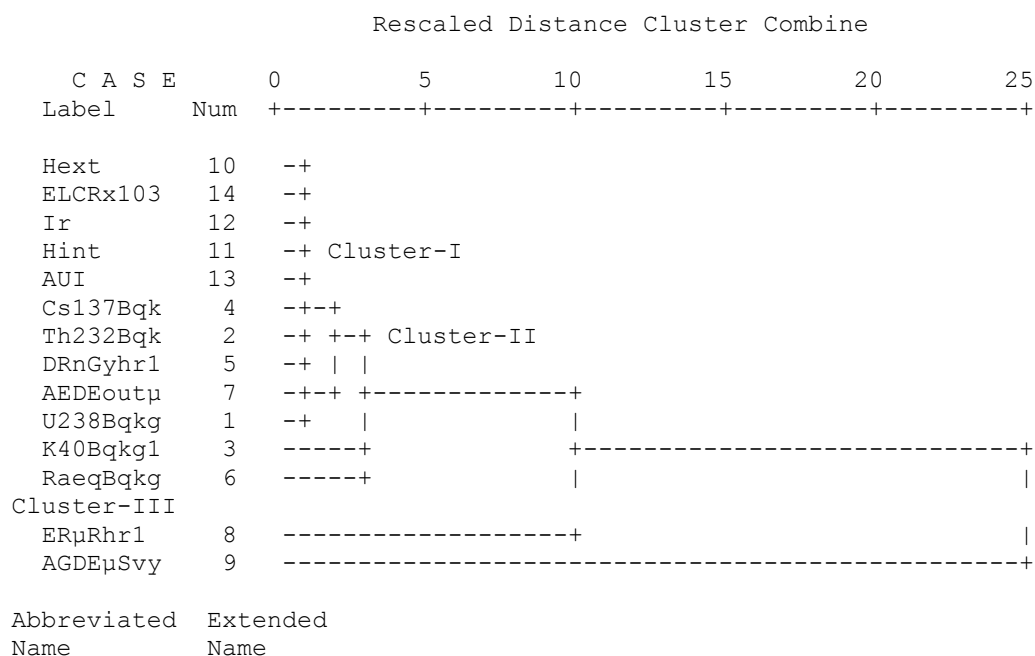 Rescaled Distance Cluster Combine
C A S E 0 5 10 15 20 25
Label Num +---------+---------+---------+---------+---------+
Hext 10 -+
ELCRx103 14 -+
Ir 12 -+
Hint 11 -+ Cluster-I
AUI 13 -+
Cs137Bqk 4 -+-+
Th232Bqk 2 -+ +-+ Cluster-II
DRnGyhr1 5 -+ | |
AEDEoutµ 7 -+-+ +-------------+
U238Bqkg 1 -+ | |
K40Bqkg1 3 -----+ +-----------------------------+
RaeqBqkg 6 -----+ | |
Cluster-III
ERµRhr1 8 -------------------+ |
AGDEµSvy 9 -------------------------------------------------+
Abbreviated Extended
Name Name